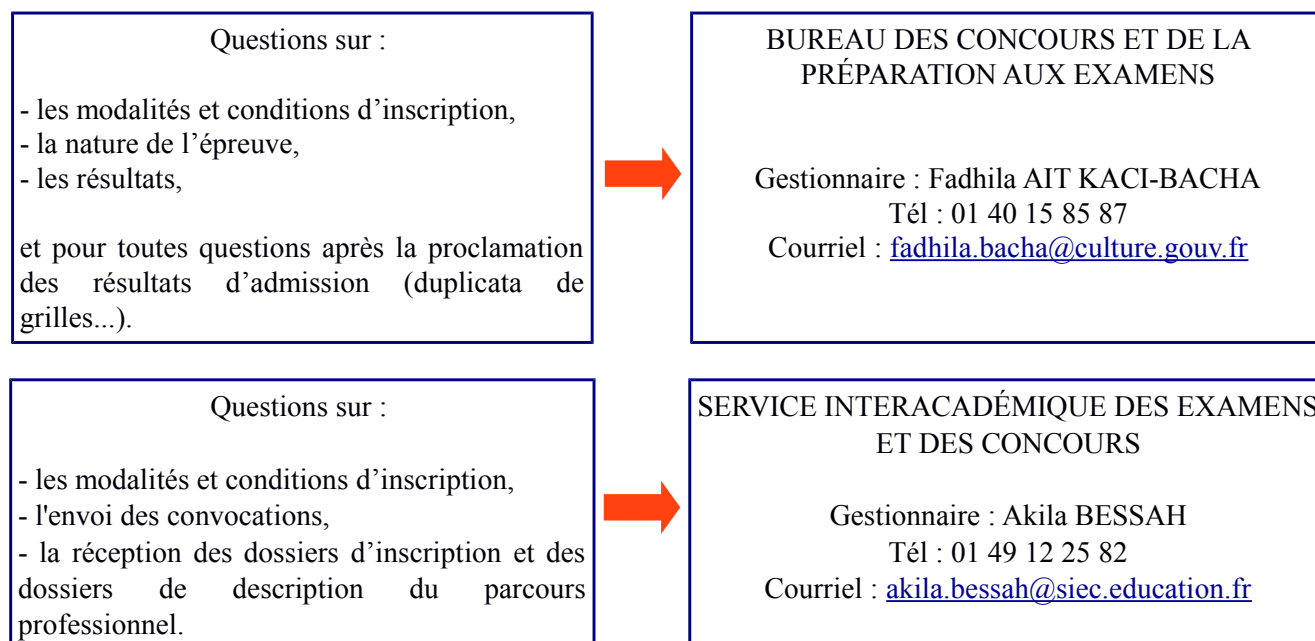 Questions sur :
- les modalités et conditions d’inscription,
- la nature de l’épreuve,
- les résultats,
et pour toutes questions après la proclamation
des résultats d’admission (duplicata de
grilles...).
BUREAU DES CONCOURS ET DE LA
PRÉPARATION AUX EXAMENS
Gestionnaire : Fadhila AIT KACI-BACHA
Tél : 01 40 15 85 87
Courriel : fadhila.bacha@culture.gouv.fr
Questions sur :
- les modalités et conditions d’inscription,
- l'envoi des convocations,
- la réception des dossiers d’inscription et des
dossiers de description du parcours
professionnel.
SERVICE INTERACADÉMIQUE DES EXAMENS
ET DES CONCOURS
Gestionnaire : Akila BESSAH
Tél : 01 49 12 25 82
Courriel : akila.bessah@siec.education.fr